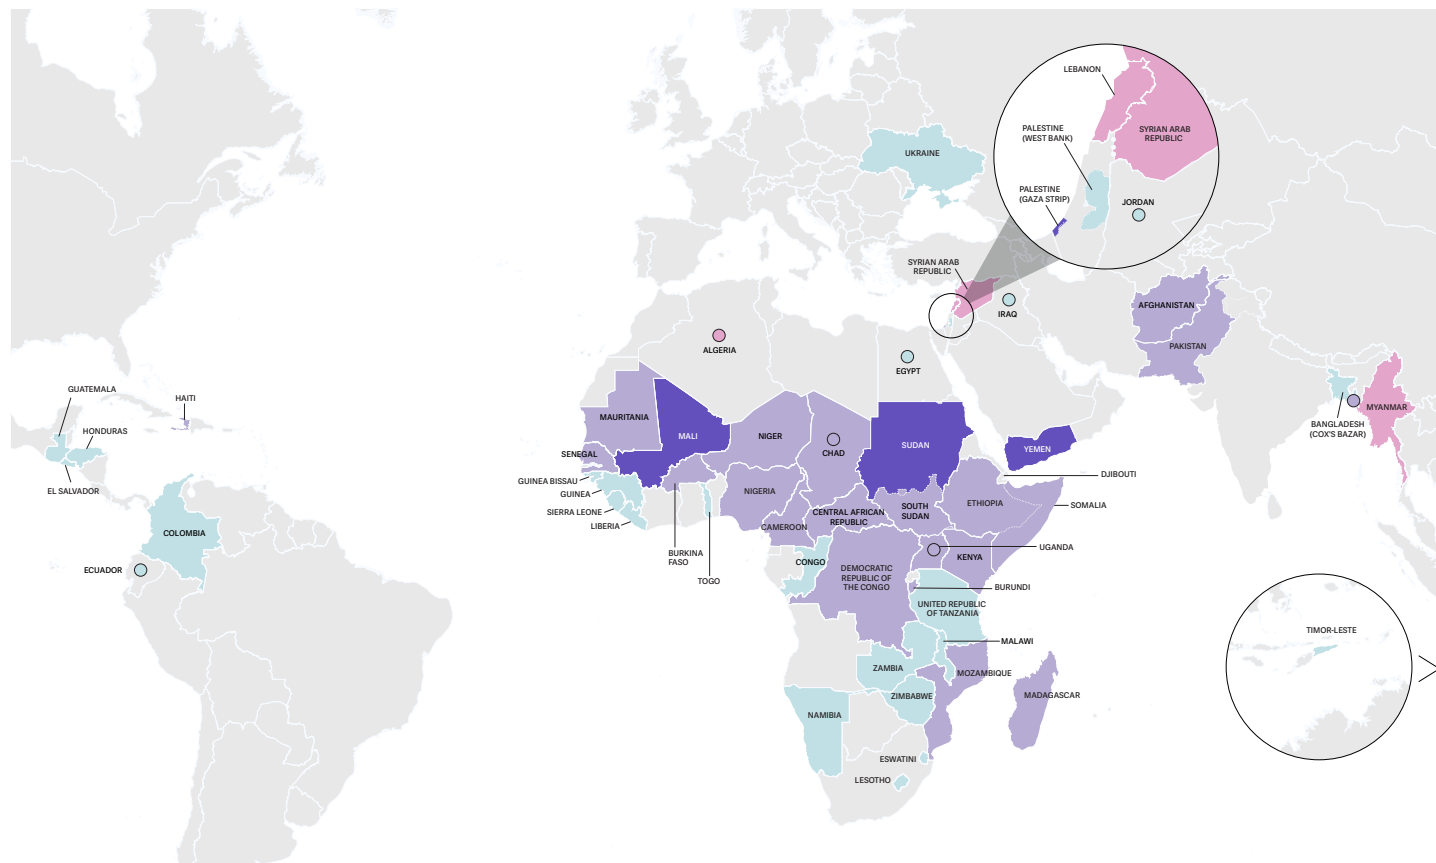 LEBANON
SYRIAN ARAB
REPUBLIC
PALESTINE
(WEST BANK)
UKRAINE
PALESTINE
(GAZA STRIP)
JORDAN
SYRIAN ARAB
REPUBLIC
IRAQ
AFGHANISTAN
PAKISTAN
ALGERIA
EGYPT
GUATEMALA
HAITI
HONDURAS
EL SALVADOR
MYANMAR
BANGLADESH
(COX'S BAZAR)
MAURITANIA
MALI
NIGER
CHAD
SUDAN
YEMEN
SENEGAL
GUINEA BISSAU
GUINEA
SIERRA LEONE
LIBERIA
NIGERIA
DJIBOUTI
ETHIOPIA
SOMALIA
CENTRAL AFRICAN
REPUBLIC
SOUTH
SUDAN
CAMEROON
COLOMBIA
BURKINA
FASO
TOGO
UGANDA
KENYA
CONGO
DEMOCRATIC
REPUBLIC OF
THE CONGO
ECUADOR
BURUNDI
UNITED REPUBLIC
OF TANZANIA
MALAWI
TIMOR-LESTE
ZAMBIA
MOZAMBIQUE
ZIMBABWE
MADAGASCAR
NAMIBIA
ESWATINI
LESOTHO